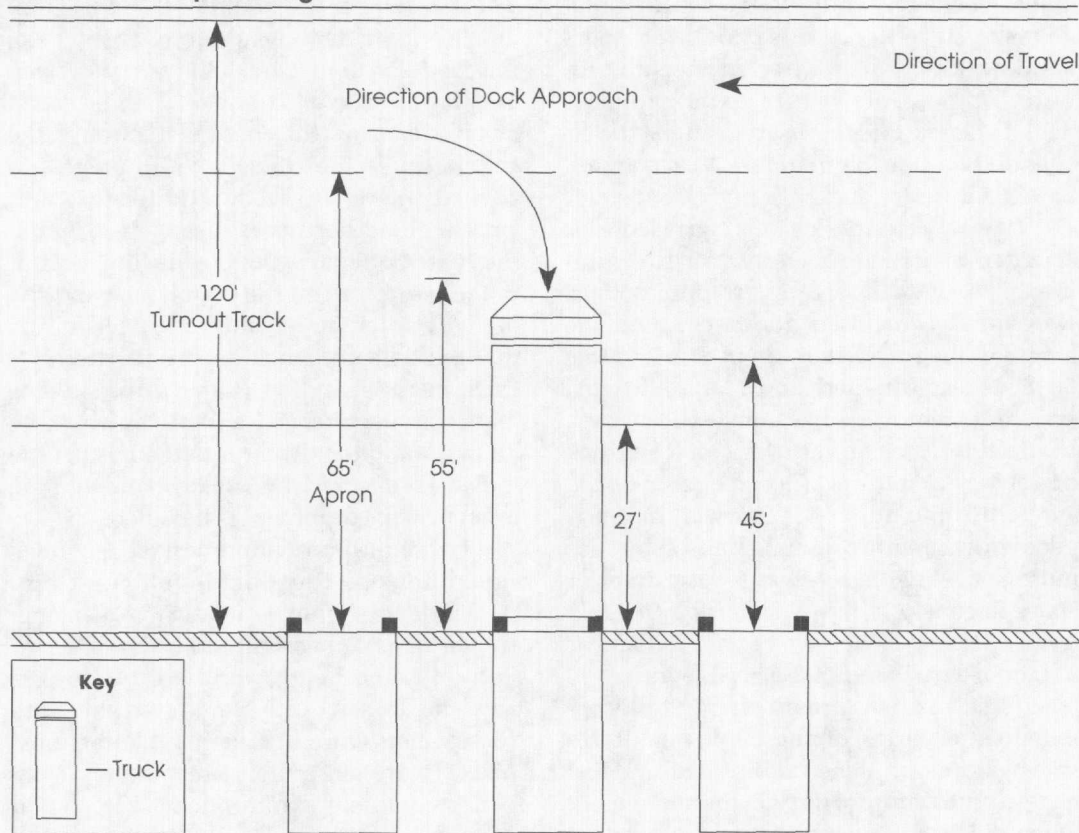 Direction of Travel
Direction of Dock Approach
120'
Turnout Track
65'
55'
Apron
27'
45'
Key
Truck